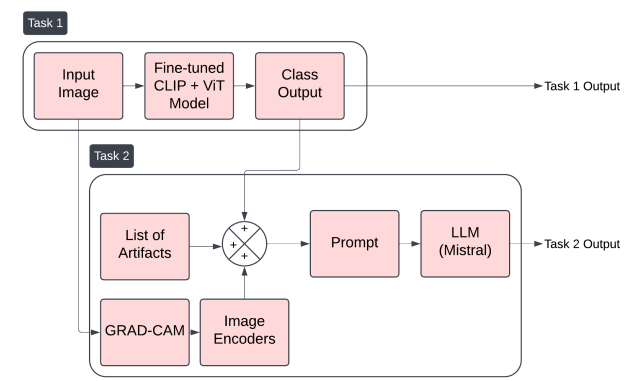 Task 1
Input
Image
Fine-tuned
CLIP + ViT
Model
Class
Output
Task 1 Output
Task 2
List of
Artifacts
+
+
+
Prompt
LLM
(Mistral)
Task 2 Output
GRAD-CAM
Image
Encoders